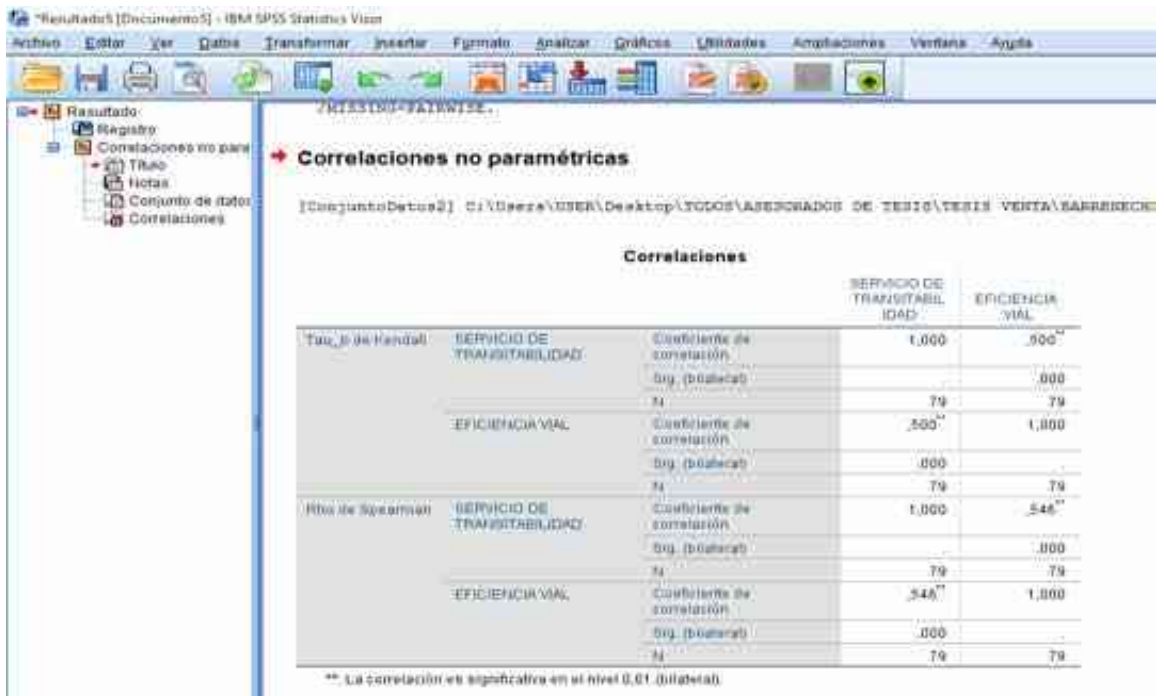 *Resultado5 [Documento5] - IBM SPSS Statistics Visor
Archivo Editar Ver Datos Transformar Insertar Formato Analizar Gráficos Utilidades Ampliaciones Ventana Ayuda
/MISSING=PAIRWISE.
Resultado
Registro
Correlaciones no pare
Título
Notas
Conjunto de datos
Correlaciones
Correlaciones no paramétricas
[ConjuntoDatos2] C:\Users\USER\Desktop\TODOS\ASESORADOS DE TESIS\TESIS VENTA\BARRENECH
Correlaciones
SERVICIO DE TRANSITABIL IDAD EFICIENCIA VIAL
Tau_b de Kendall SERVICIO DE TRANSITABILIDAD Coeficiente de correlación 1,000 ,500**
Sig. (bilateral) . ,000
N 79 79
EFICIENCIA VIAL Coeficiente de correlación ,500** 1,000
Sig. (bilateral) ,000 .
N 79 79
Rho de Spearman SERVICIO DE TRANSITABILIDAD Coeficiente de correlación 1,000 ,546**
Sig. (bilateral) . ,000
N 79 79
EFICIENCIA VIAL Coeficiente de correlación ,546** 1,000
Sig. (bilateral) ,000 .
N 79 79
**. La correlación es significativa en el nivel 0,01 (bilateral).